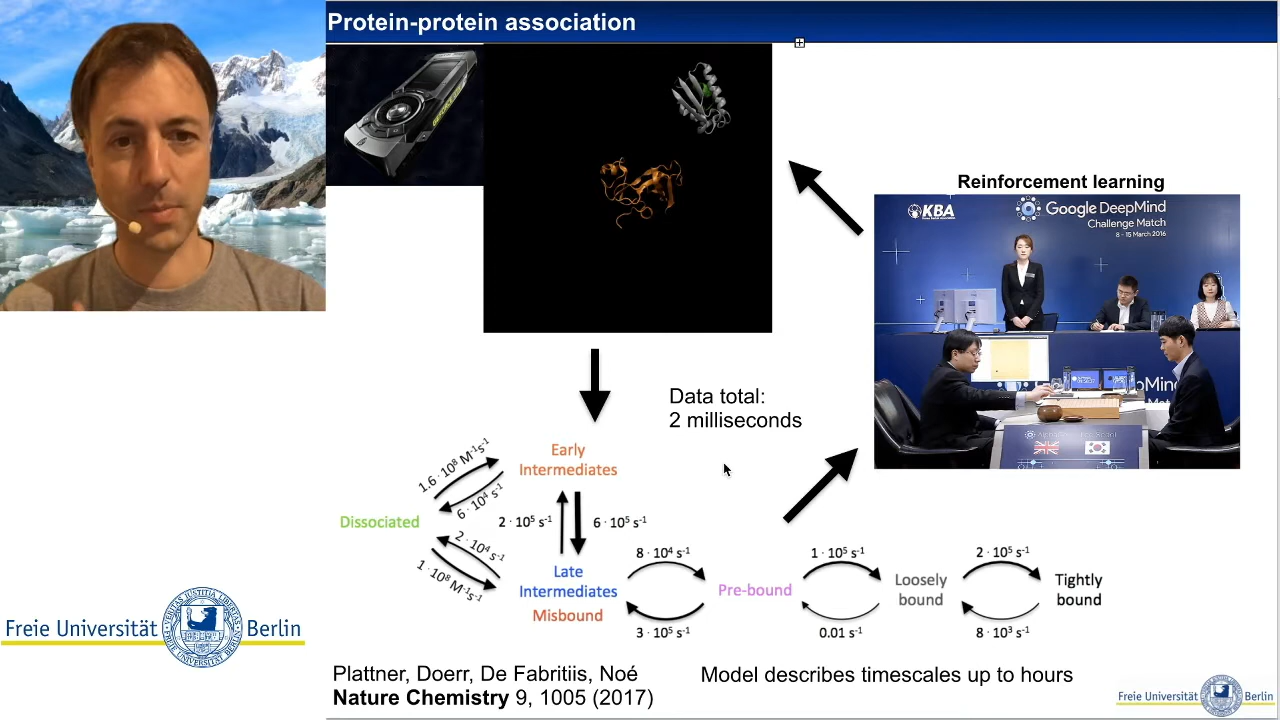 Protein-protein association
Reinforcement learning
KBA
Google DeepMind
Challenge Match
8 - 15 March 2016
Data total:
2 milliseconds
Early
Intermediates
1.6 · 10⁸ M⁻¹s⁻¹
6 · 10⁴ s⁻¹
Dissociated
2 · 10⁵ s⁻¹
6 · 10⁵ s⁻¹
2 · 10⁴ s⁻¹
1 · 10⁸ M⁻¹s⁻¹
Late
Intermediates
Misbound
8 · 10⁴ s⁻¹
3 · 10⁵ s⁻¹
Pre-bound
1 · 10⁵ s⁻¹
0.01 s⁻¹
Loosely
bound
2 · 10⁵ s⁻¹
8 · 10³ s⁻¹
Tightly
bound
Freie Universität Berlin
Plattner, Doerr, De Fabritiis, Noé
Nature Chemistry 9, 1005 (2017)
Model describes timescales up to hours
Freie Universität Berlin